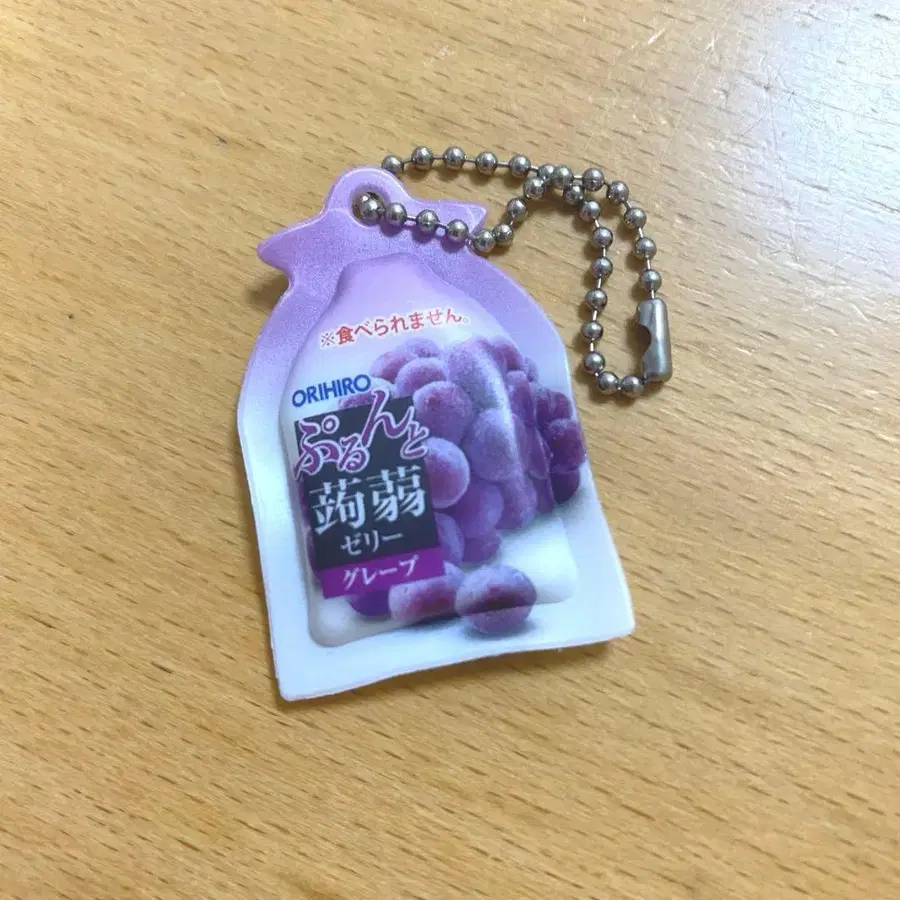 ※食べられません。
ORIHIRO
ぷるんと
蒟蒻
ゼリー
グレープ